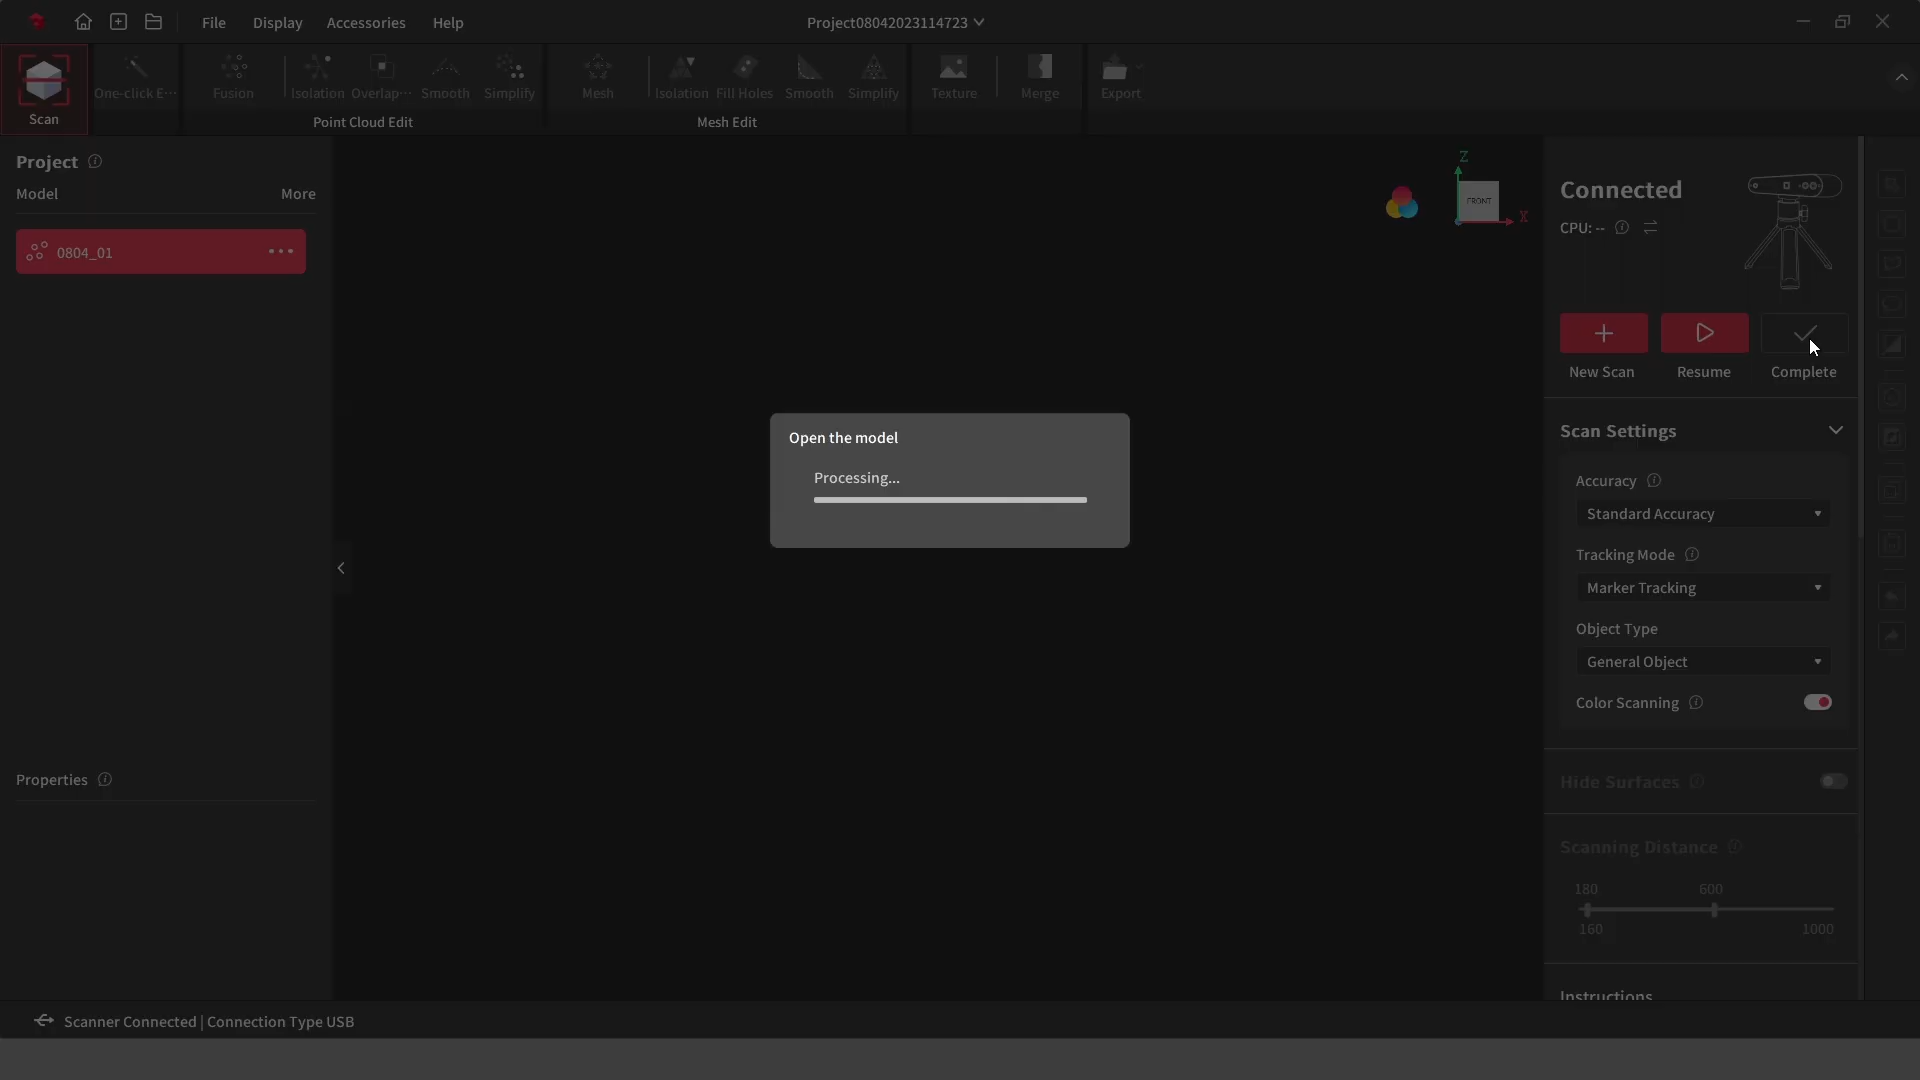 File Display Accessories Help Project08042023114723
Scan
One-click E···
Fusion
Isolation
Overlap···
Smooth
Simplify
Point Cloud Edit
Mesh
Isolation
Fill Holes
Smooth
Simplify
Mesh Edit
Texture
Merge
Export
Project
Model More
0804_01
Properties
Z
FRONT
X
Open the model
Processing...
Connected
CPU: --
New Scan Resume Complete
Scan Settings
Accuracy
Standard Accuracy
Tracking Mode
Marker Tracking
Object Type
General Object
Color Scanning
Hide Surfaces
Scanning Distance
180 600
160 1000
Instructions
Scanner Connected | Connection Type USB